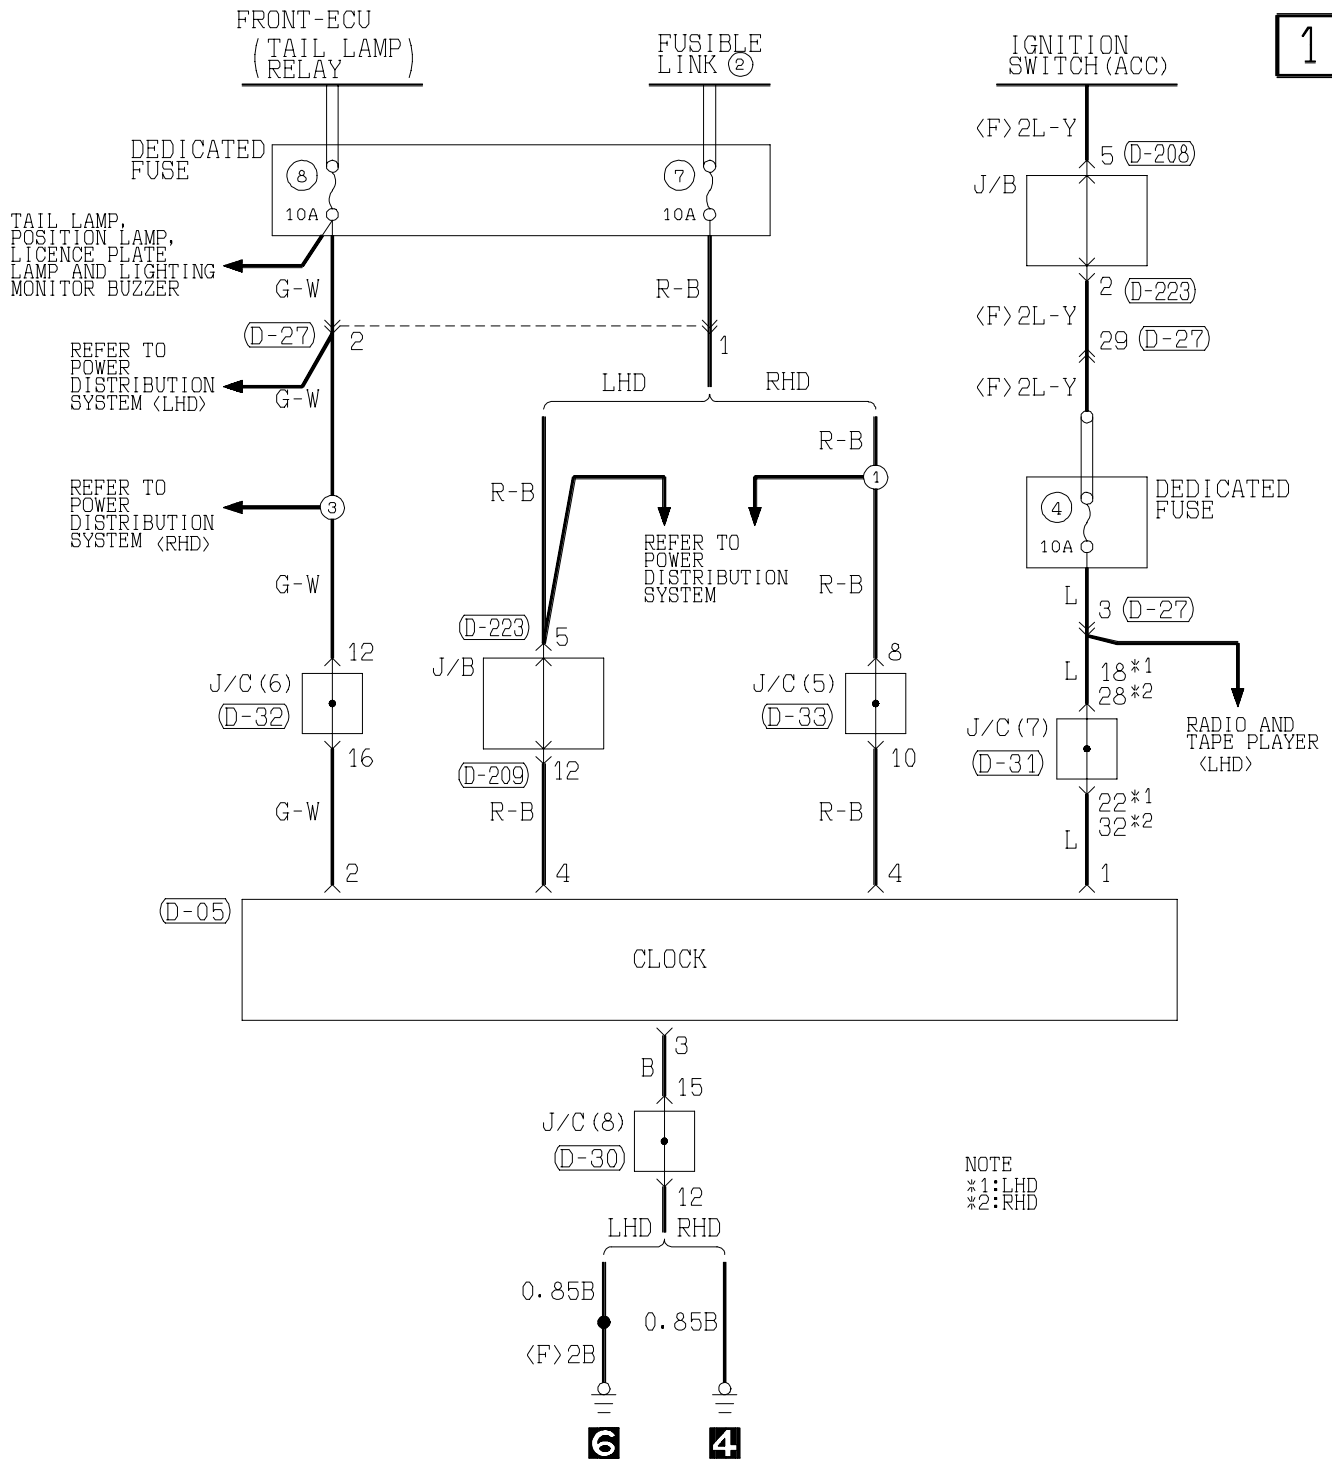 FRONT-ECU
(TAIL LAMP
RELAY)
FUSIBLE
LINK ②
IGNITION
SWITCH(ACC)
1
<F>2L-Y
DEDICATED
FUSE
⑧
10A
⑦
10A
5 (D-208)
J/B
TAIL LAMP,
POSITION LAMP,
LICENCE PLATE
LAMP AND LIGHTING
MONITOR BUZZER
G-W
R-B
2 (D-223)
<F>2L-Y
(D-27)
2
1
29 (D-27)
REFER TO
POWER
DISTRIBUTION
SYSTEM <LHD>
G-W
LHD
RHD
<F>2L-Y
R-B
REFER TO
POWER
DISTRIBUTION
SYSTEM <RHD>
③
R-B
①
④
10A
DEDICATED
FUSE
REFER TO
POWER
DISTRIBUTION
SYSTEM
G-W
R-B
L
3 (D-27)
(D-223)
5
12
J/B
8
L
18*1
28*2
J/C(6)
(D-32)
J/C(5)
(D-33)
J/C(7)
(D-31)
RADIO AND
TAPE PLAYER
<LHD>
16
(D-209)
12
10
22*1
32*2
G-W
R-B
R-B
L
2
4
4
1
(D-05)
CLOCK
3
B
15
J/C(8)
(D-30)
12
NOTE
*1:LHD
*2:RHD
LHD
RHD
0.85B
0.85B
<F>2B
6
4